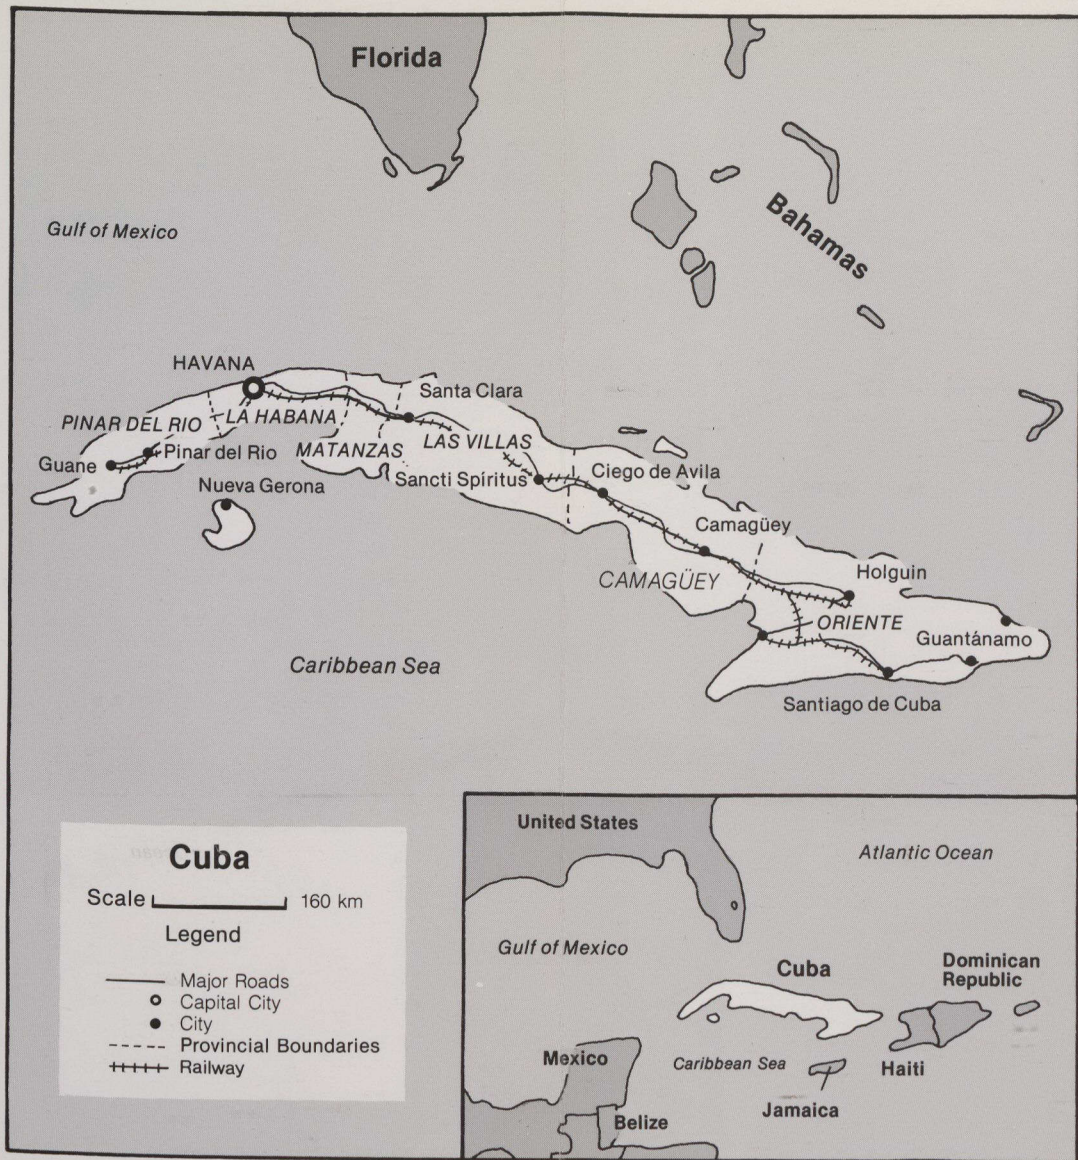 Florida
Bahamas
Gulf of Mexico
HAVANA
Santa Clara
PINAR DEL RIO
LA HABANA
LAS VILLAS
MATANZAS
Pinar del Rio
Guane
Nueva Gerona
Sancti Spíritus
Ciego de Avila
Camagüey
CAMAGÜEY
Holguin
ORIENTE
Guantánamo
Caribbean Sea
Santiago de Cuba
Cuba
Scale 160 km
Legend
Major Roads
Capital City
City
Provincial Boundaries
Railway
United States
Atlantic Ocean
Gulf of Mexico
Cuba
Dominican
Republic
Mexico
Caribbean Sea
Haiti
Jamaica
Belize